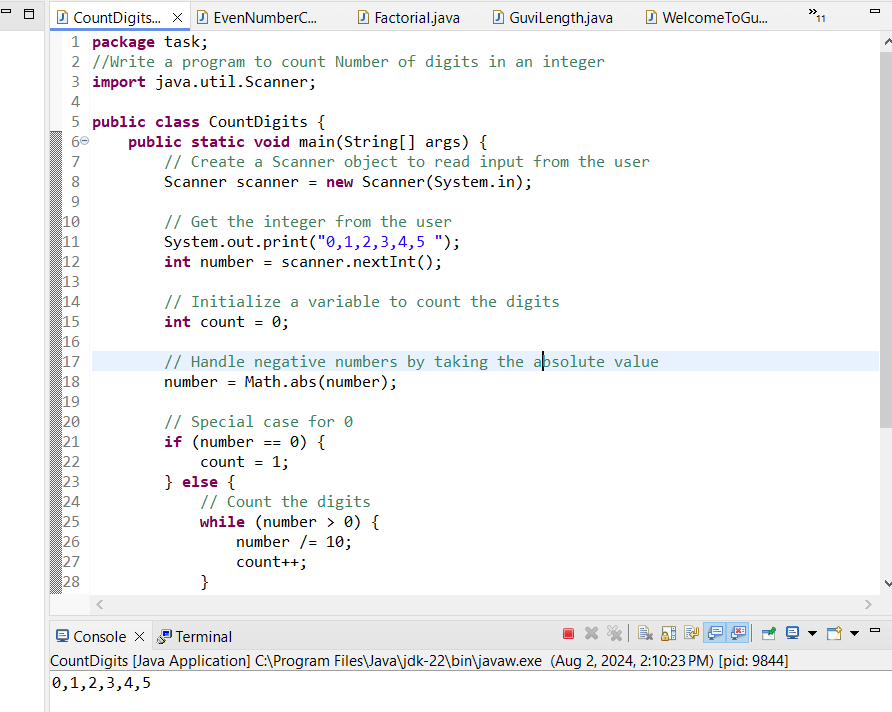 CountDigits... EvenNumberC... Factorial.java GuviLength.java WelcomeToGu... »11
1 package task;
2 //Write a program to count Number of digits in an integer
3 import java.util.Scanner;
4
5 public class CountDigits {
6 public static void main(String[] args) {
7 // Create a Scanner object to read input from the user
8 Scanner scanner = new Scanner(System.in);
9
10 // Get the integer from the user
11 System.out.print("0,1,2,3,4,5 ");
12 int number = scanner.nextInt();
13
14 // Initialize a variable to count the digits
15 int count = 0;
16
17 // Handle negative numbers by taking the absolute value
18 number = Math.abs(number);
19
20 // Special case for 0
21 if (number == 0) {
22 count = 1;
23 } else {
24 // Count the digits
25 while (number > 0) {
26 number /= 10;
27 count++;
28 }
Console Terminal
CountDigits [Java Application] C:\Program Files\Java\jdk-22\bin\javaw.exe (Aug 2, 2024, 2:10:23 PM) [pid: 9844]
0,1,2,3,4,5